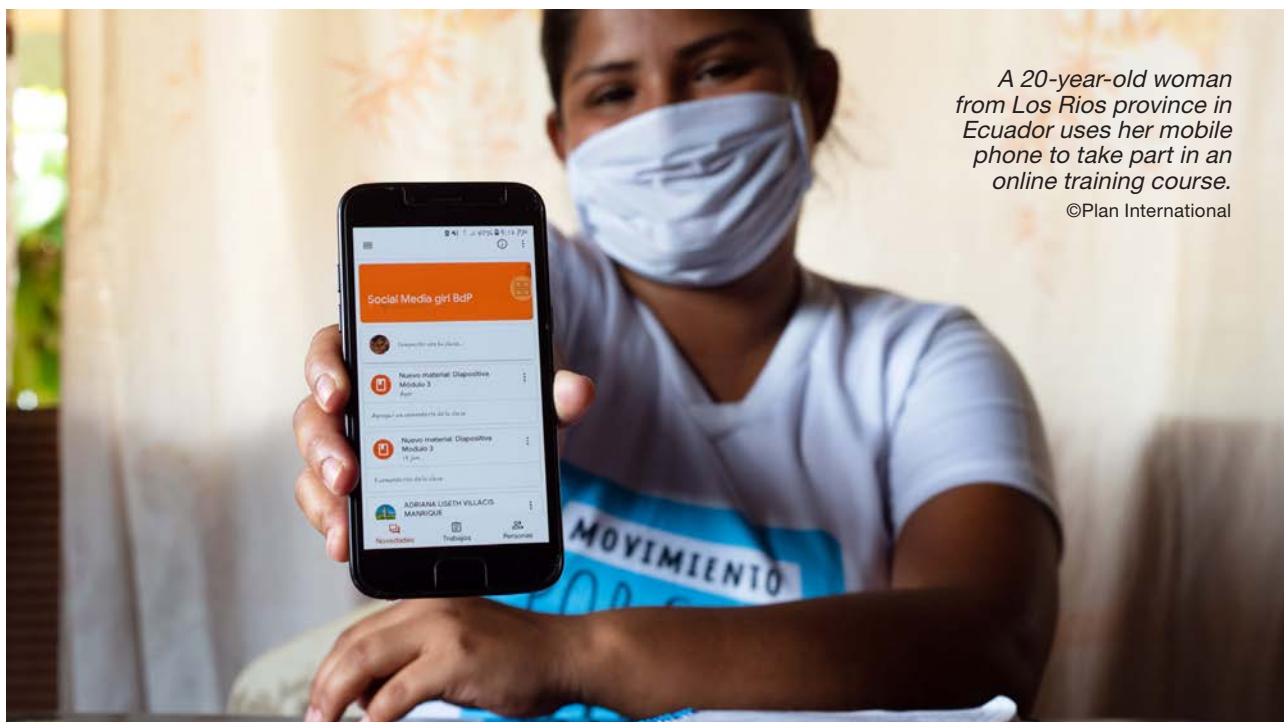 A 20-year-old woman
from Los Rios province in
Ecuador uses her mobile
phone to take part in an
online training course.
©Plan International
Social Media girl BdP
Nuevo material: Diapositiva
Módulo 3
Ayer
Nuevo material: Diapositiva
Modulo 3
ADRIANA LISETH VILLACIS
MANRIQUE
Novedades Trabajos Personas
MOVIMIENTO